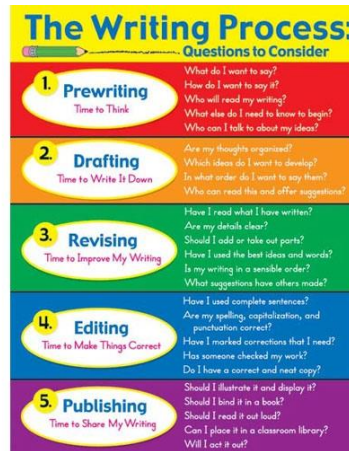 The Writing Process:
Questions to Consider
1.
Prewriting
Time to Think
What do I want to say?
How do I want to say it?
Who will read my writing?
What else do I need to know to begin?
Who can I talk to about my ideas?
2.
Drafting
Time to Write It Down
Are my thoughts organized?
Which ideas do I want to develop?
In what order do I want to say them?
Who can read this and offer suggestions?
3.
Revising
Time to Improve My Writing
Have I read what I have written?
Are my details clear?
Should I add or take out parts?
Have I used the best ideas and words?
Is my writing in a sensible order?
What suggestions have others made?
4.
Editing
Time to Make Things Correct
Have I used complete sentences?
Are my spelling, capitalization, and
punctuation correct?
Have I marked corrections that I need?
Has someone checked my work?
Do I have a correct and neat copy?
5.
Publishing
Time to Share My Writing
Should I illustrate it and display it?
Should I bind it in a book?
Should I read it out loud?
Can I place it in a classroom library?
Will I act it out?